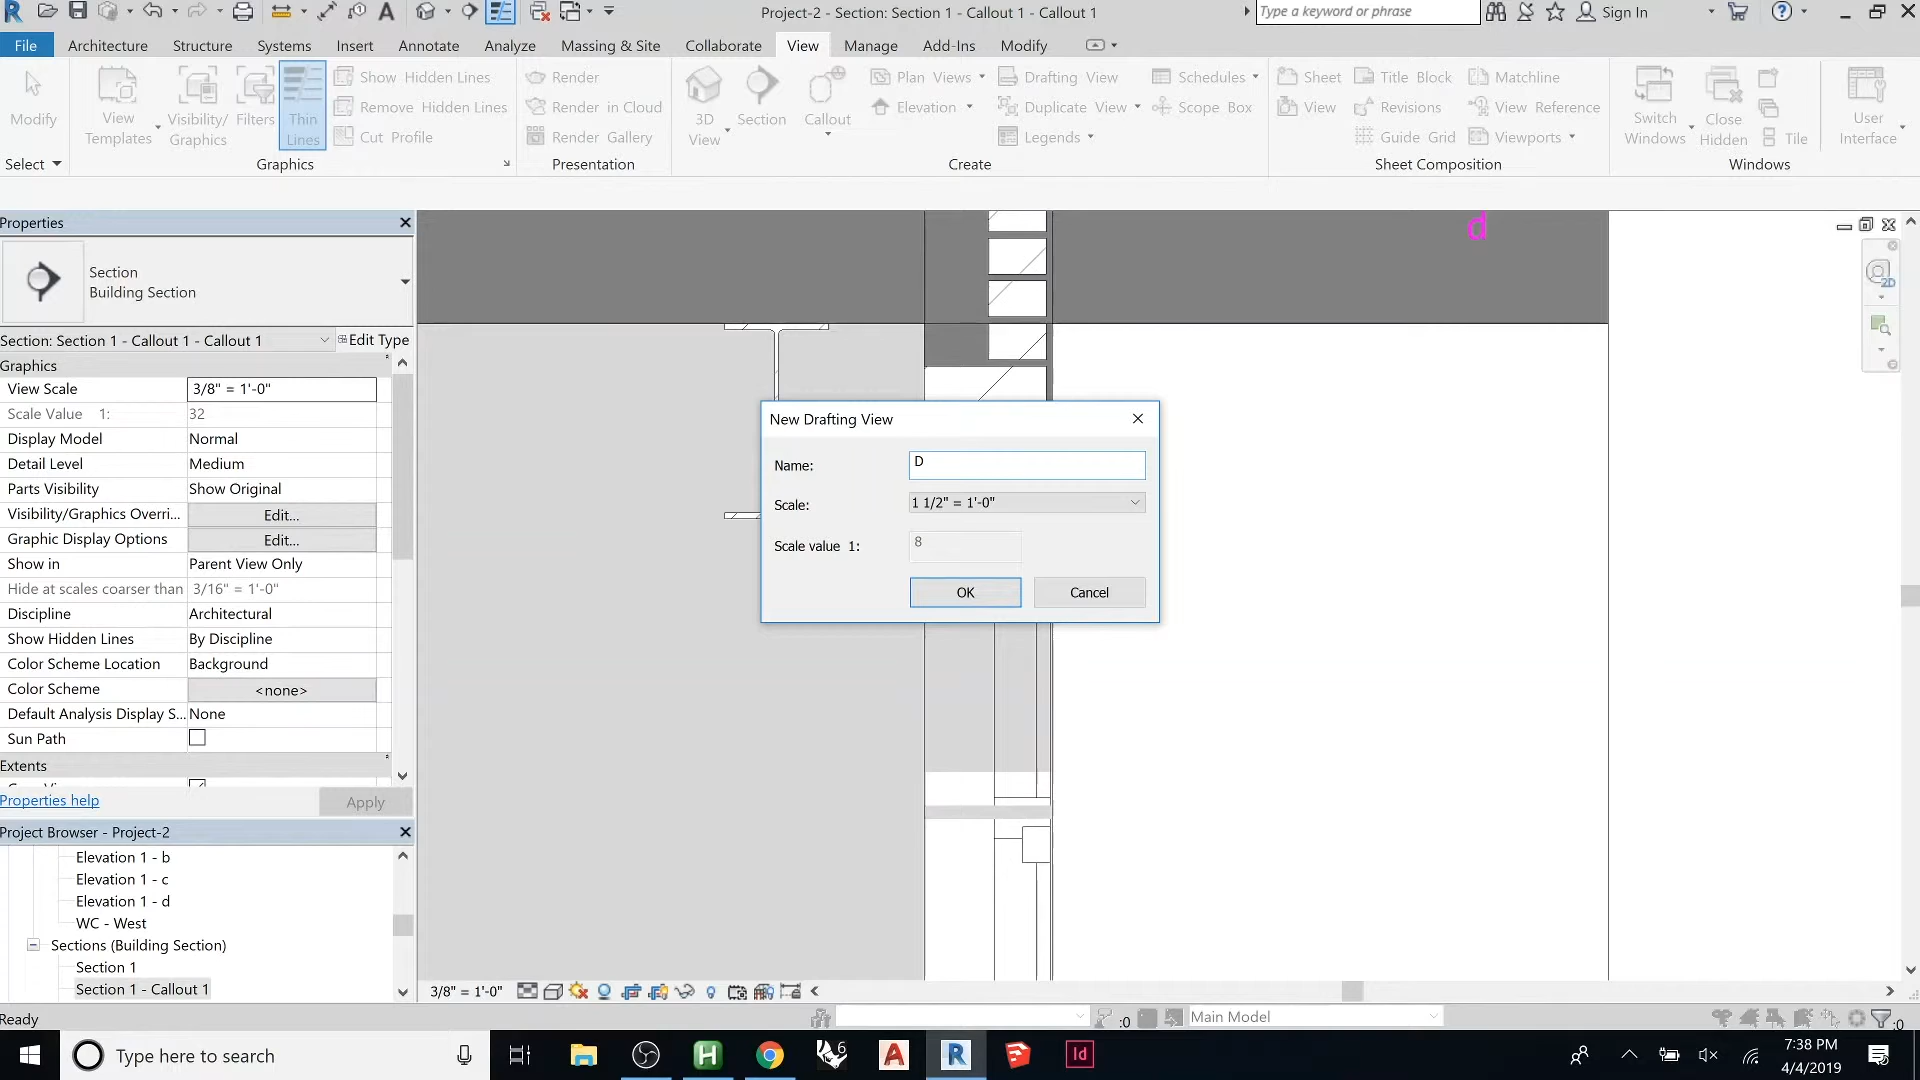 Project-2 - Section: Section 1 - Callout 1 - Callout 1
Type a keyword or phrase
Sign In
File Architecture Structure Systems Insert Annotate Analyze Massing & Site Collaborate View Manage Add-Ins Modify
Modify
Select
View Templates
Visibility/ Graphics
Filters
Thin Lines
Show Hidden Lines
Remove Hidden Lines
Cut Profile
Graphics
Render
Render in Cloud
Render Gallery
Presentation
3D View
Section
Callout
Plan Views
Elevation
Drafting View
Duplicate View
Legends
Schedules
Scope Box
Create
Sheet
View
Title Block
Revisions
Guide Grid
Matchline
View Reference
Viewports
Sheet Composition
Switch Windows
Close Hidden
Tile
User Interface
Windows
Properties
Section
Building Section
Section: Section 1 - Callout 1 - Callout 1
Edit Type
Graphics
View Scale 3/8" = 1'-0"
Scale Value 1: 32
Display Model Normal
Detail Level Medium
Parts Visibility Show Original
Visibility/Graphics Overri... Edit...
Graphic Display Options Edit...
Show in Parent View Only
Hide at scales coarser than 3/16" = 1'-0"
Discipline Architectural
Show Hidden Lines By Discipline
Color Scheme Location Background
Color Scheme <none>
Default Analysis Display S... None
Sun Path
Extents
Properties help
Apply
Project Browser - Project-2
Elevation 1 - b
Elevation 1 - c
Elevation 1 - d
WC - West
Sections (Building Section)
Section 1
Section 1 - Callout 1
d
2D
New Drafting View
Name: D
Scale: 1 1/2" = 1'-0"
Scale value 1: 8
OK Cancel
3/8" = 1'-0"
Ready
:0
Main Model
:0
Type here to search
6
A
R
Id
7:38 PM
4/4/2019